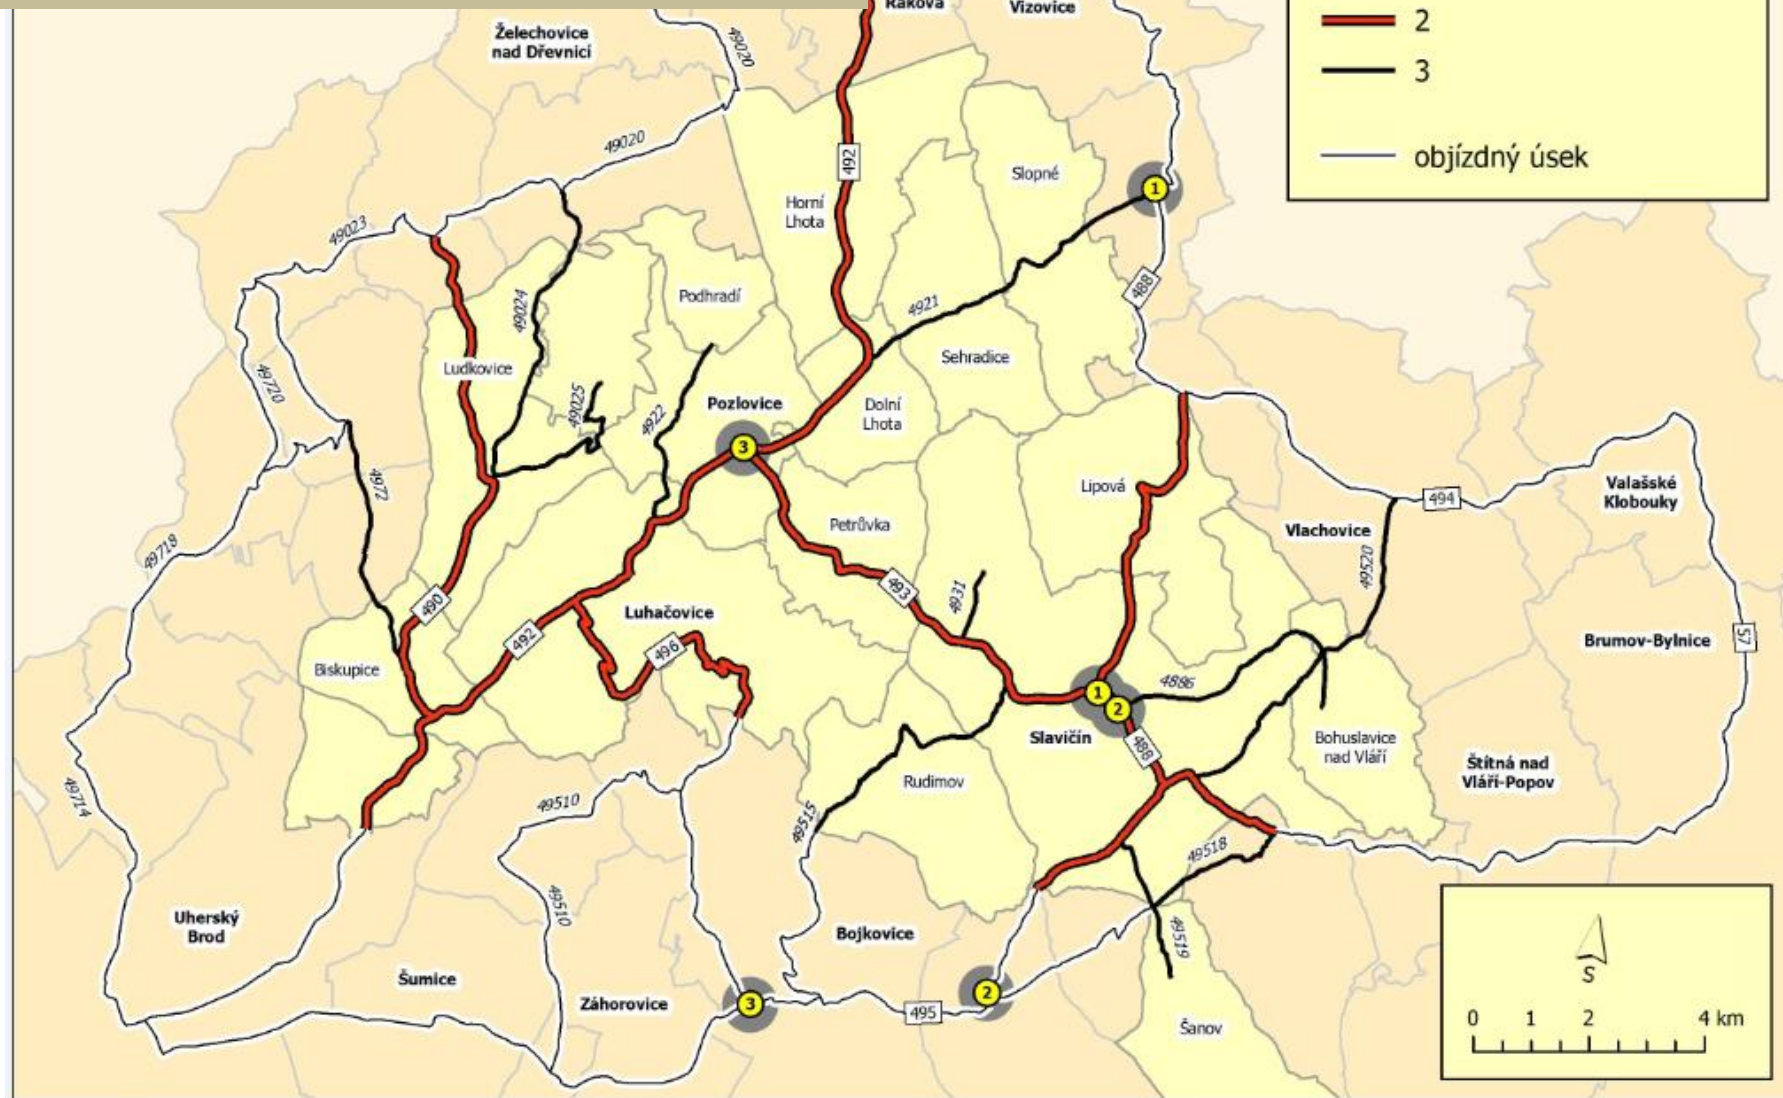 Raková
Vizovice
Želechovice
nad Dřevnicí
49020
2
3
objízdný úsek
49020
492
Slopné
1
Horní
Lhota
49023
488
Podhradí
49024
4921
Ludkovice
Sehradice
49720
49025
4922
Pozlovice
Dolní
Lhota
3
4972
Lipová
Valašské
Klobouky
494
Petrůvka
Vlachovice
49718
49520
490
493
4931
Luhačovice
492
496
57
Brumov-Bylnice
Biskupice
4886
1
2
Slavičín
488
Bohuslavice
nad Vláří
Rudimov
Štítná nad
Vláří-Popov
49714
49510
49515
49518
49510
Uherský
Brod
Bojkovice
49519
Šumice
Záhorovice
3
2
495
Šanov
S
0 1 2 4 km